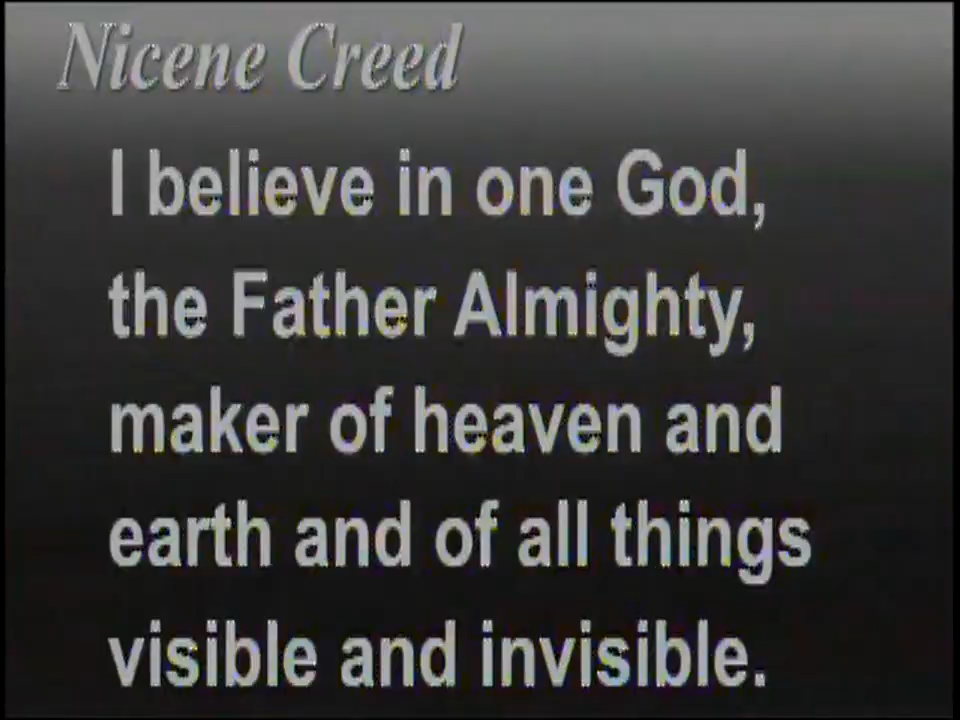 Nicene Creed
I believe in one God,
the Father Almighty,
maker of heaven and
earth and of all things
visible and invisible.